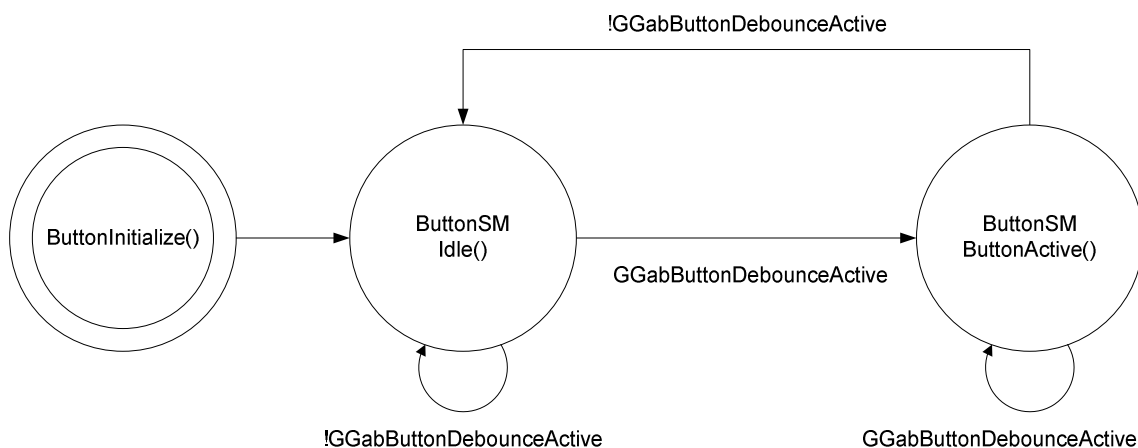 !GGabButtonDebounceActive
ButtonInitialize()
ButtonSM
Idle()
ButtonSM
ButtonActive()
GGabButtonDebounceActive
!GGabButtonDebounceActive
GGabButtonDebounceActive